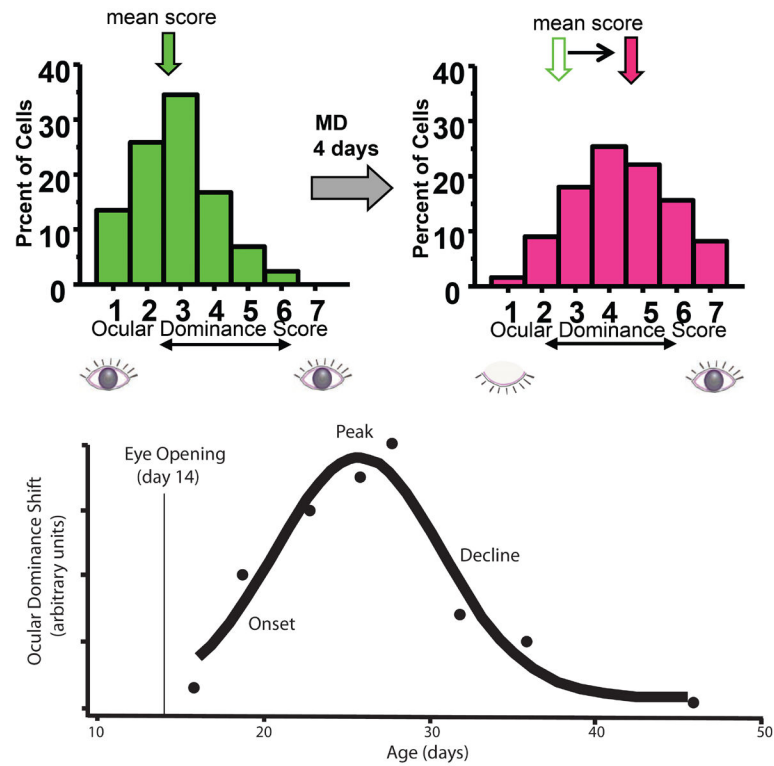 mean score
40
30
20
10
0
Prcent of Cells
1 2 3 4 5 6 7
Ocular Dominance Score
MD
4 days
mean score
40
30
20
10
0
Percent of Cells
1 2 3 4 5 6 7
Ocular Dominance Score
Ocular Dominance Shift
(arbitrary units)
Eye Opening
(day 14)
Peak
Decline
Onset
10 20 30 40 50
Age (days)